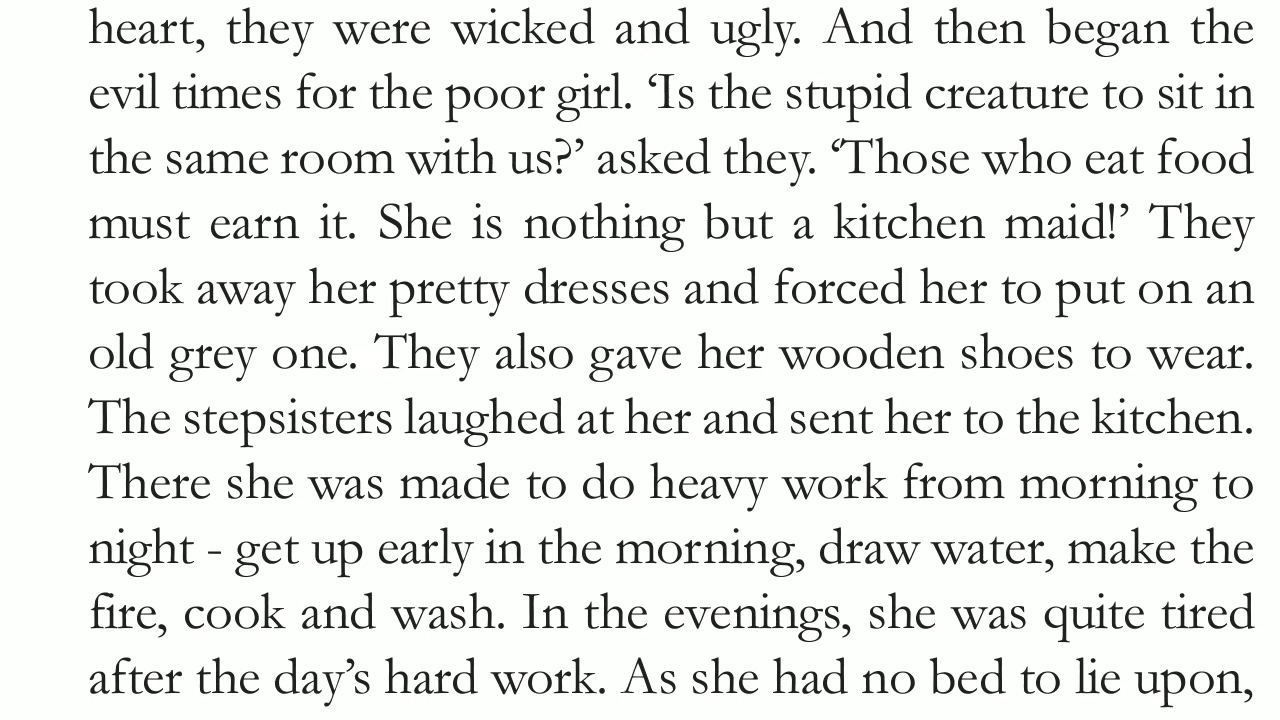 heart, they were wicked and ugly. And then began the
evil times for the poor girl. ‘Is the stupid creature to sit in
the same room with us?’ asked they. ‘Those who eat food
must earn it. She is nothing but a kitchen maid!’ They
took away her pretty dresses and forced her to put on an
old grey one. They also gave her wooden shoes to wear.
The stepsisters laughed at her and sent her to the kitchen.
There she was made to do heavy work from morning to
night - get up early in the morning, draw water, make the
fire, cook and wash. In the evenings, she was quite tired
after the day’s hard work. As she had no bed to lie upon,